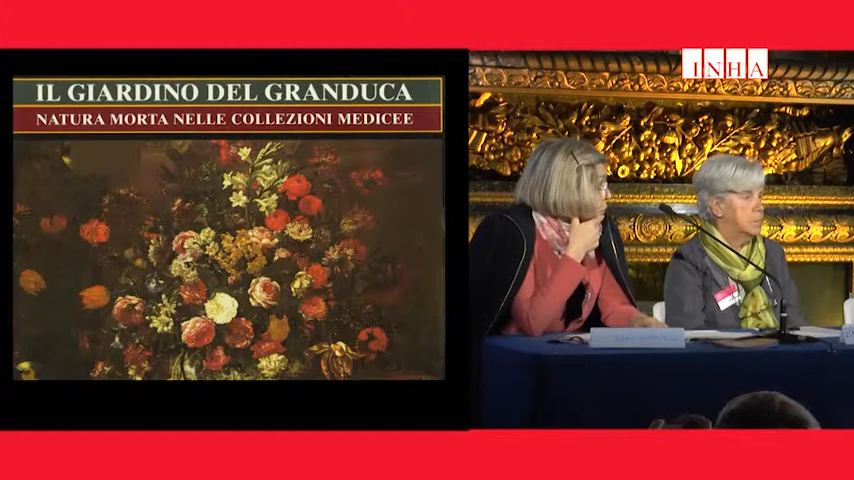 IL GIARDINO DEL GRANDUCA
NATURA MORTA NELLE COLLEZIONI MEDICEE
INHA